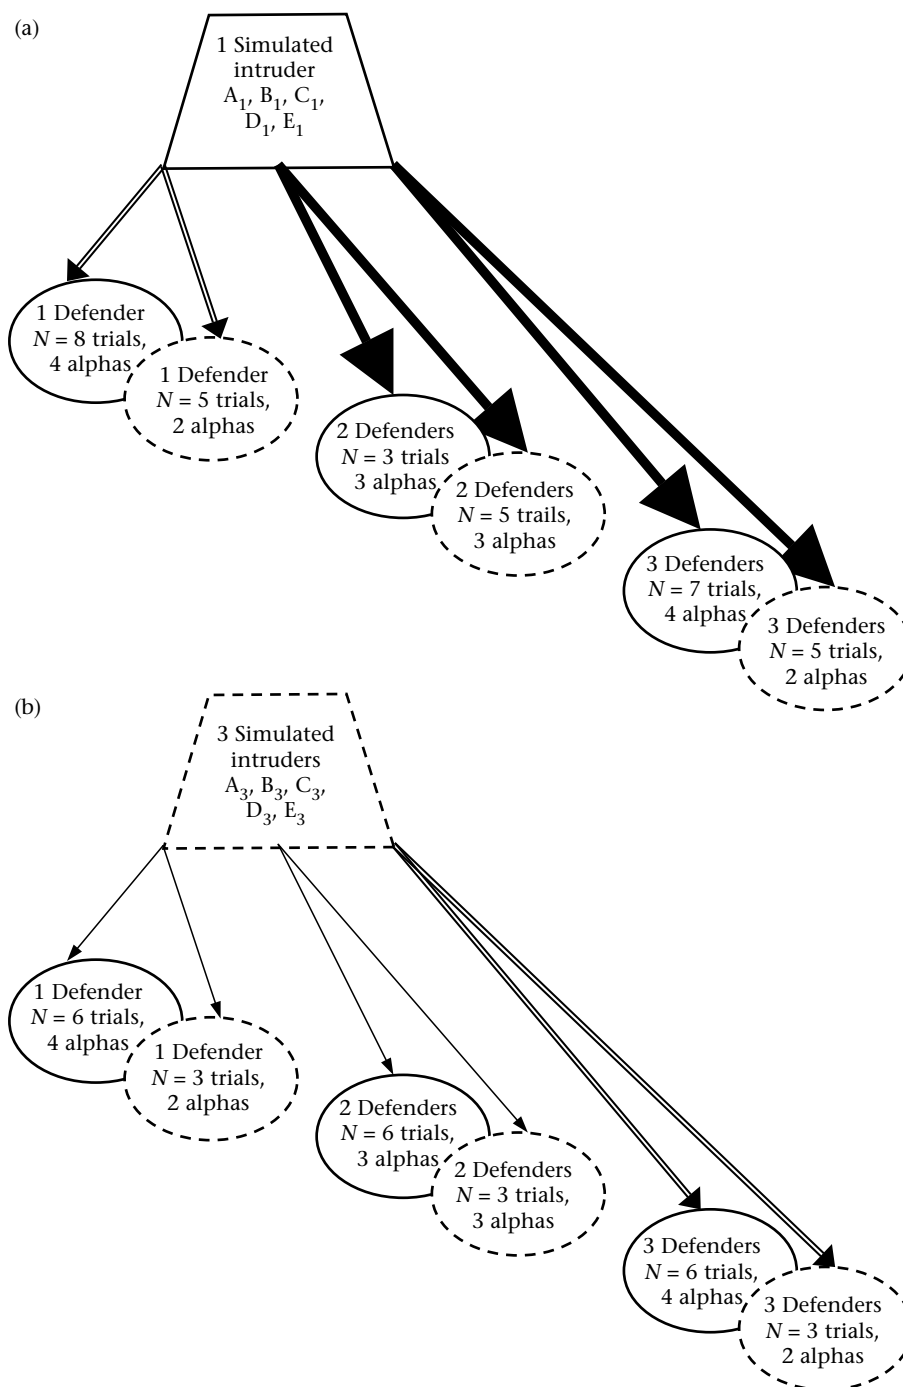 (a)
1 Simulated
intruder
A1, B1, C1,
D1, E1
1 Defender
N = 8 trials,
4 alphas
1 Defender
N = 5 trials,
2 alphas
2 Defenders
N = 3 trials
3 alphas
2 Defenders
N = 5 trails,
3 alphas
3 Defenders
N = 7 trials,
4 alphas
3 Defenders
N = 5 trials,
2 alphas
(b)
3 Simulated
intruders
A3, B3, C3,
D3, E3
1 Defender
N = 6 trials,
4 alphas
1 Defender
N = 3 trials,
2 alphas
2 Defenders
N = 6 trials,
3 alphas
2 Defenders
N = 3 trials,
3 alphas
3 Defenders
N = 6 trials,
4 alphas
3 Defenders
N = 3 trials,
2 alphas